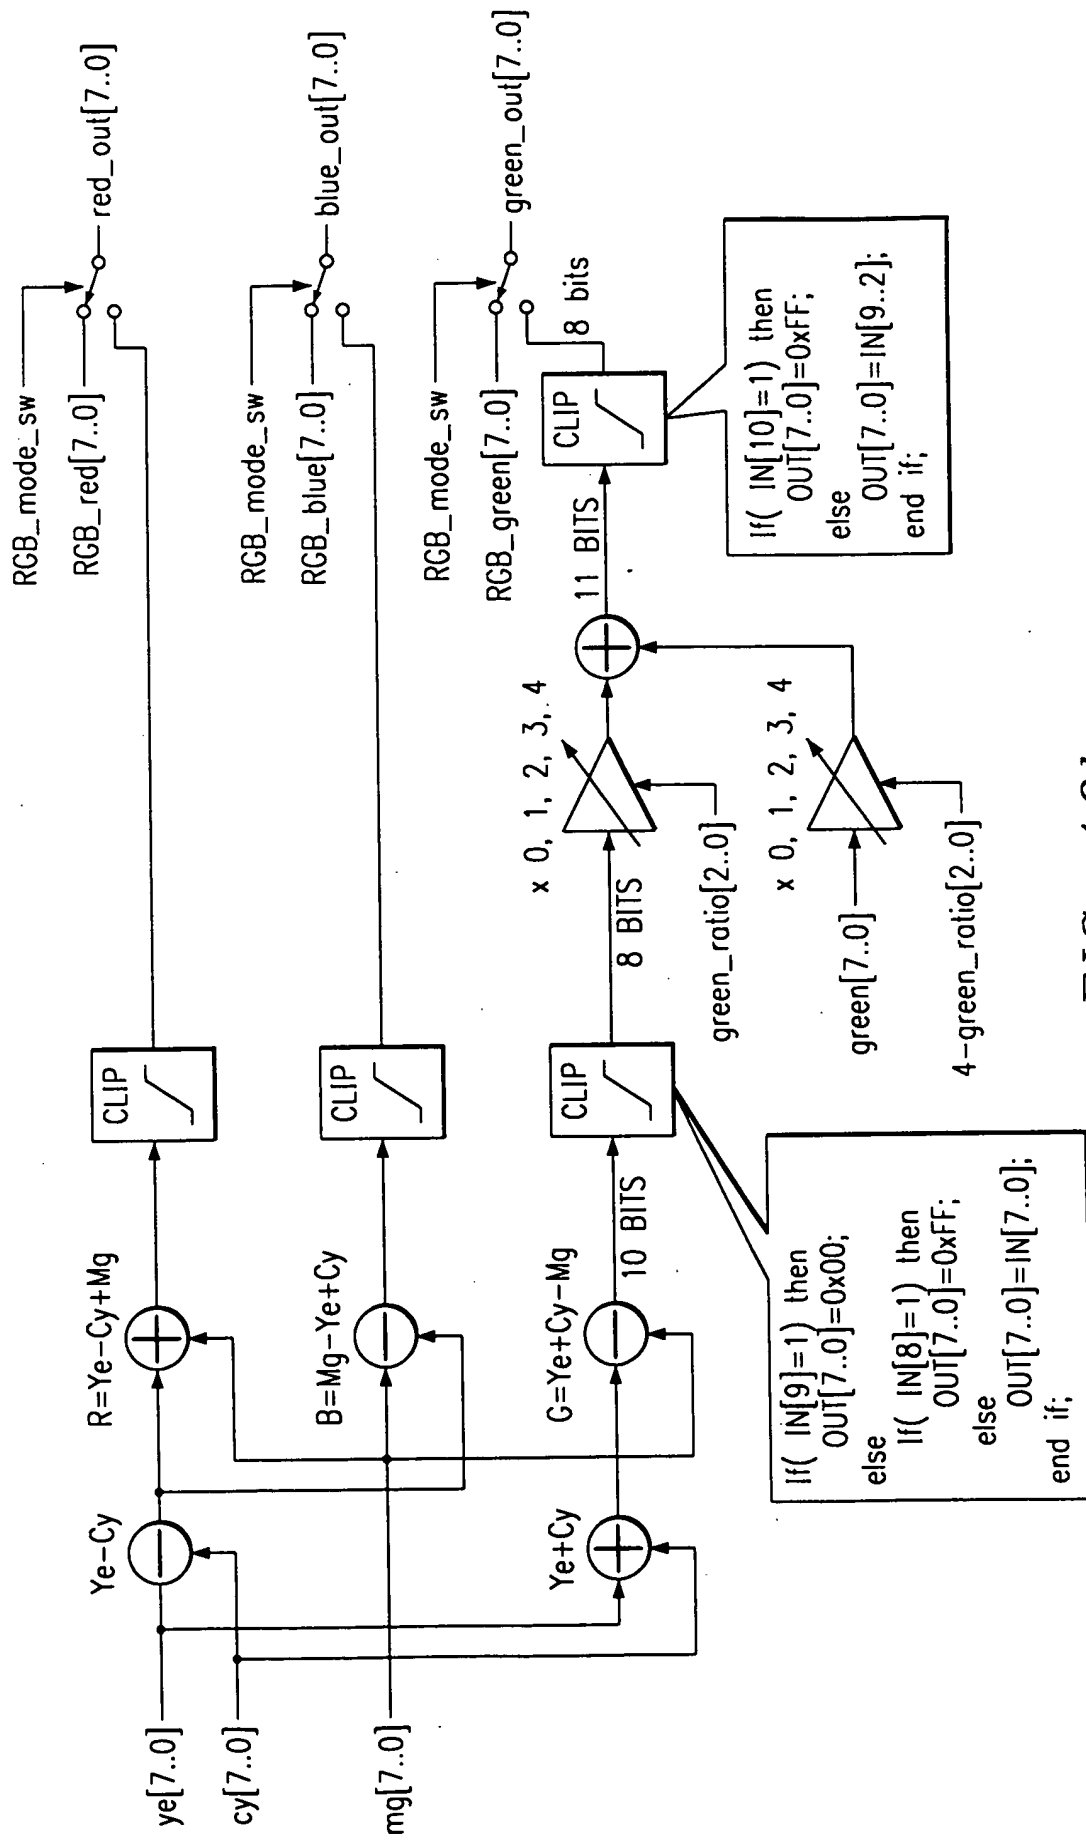 ye[7..0]
cy[7..0]
mg[7..0]
Ye-Cy
R=Ye-Cy+Mg
CLIP
RGB_mode_sw
RGB_red[7..0]
red_out[7..0]
B=Mg-Ye+Cy
CLIP
RGB_mode_sw
RGB_blue[7..0]
blue_out[7..0]
Ye+Cy
G=Ye+Cy-Mg
10 BITS
CLIP
8 BITS
x 0, 1, 2, 3, 4
green_ratio[2..0]
11 BITS
CLIP
8 bits
RGB_mode_sw
RGB_green[7..0]
green_out[7..0]
x 0, 1, 2, 3, 4
green[7..0]
4-green_ratio[2..0]
If( IN[9]=1) then
OUT[7..0]=0x00;
else
If( IN[8]=1) then
OUT[7..0]=0xFF;
else
OUT[7..0]=IN[7..0];
end if;
If( IN[10]=1) then
OUT[7..0]=0xFF;
else
OUT[7..0]=IN[9..2];
end if;